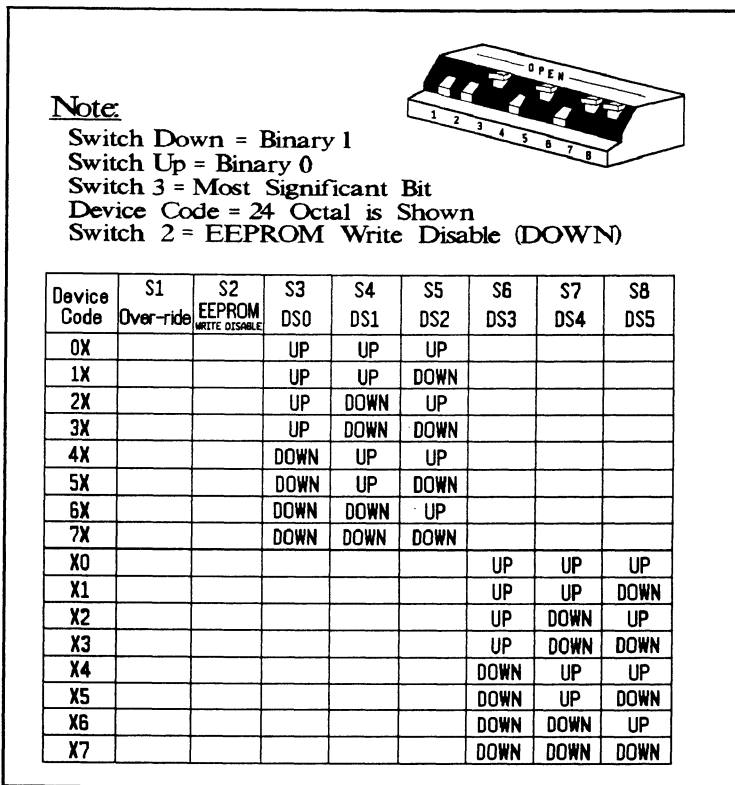 OPEN
1 2 3 4 5 6 7 8
Note:
Switch Down = Binary 1
Switch Up = Binary 0
Switch 3 = Most Significant Bit
Device Code = 24 Octal is Shown
Switch 2 = EEPROM Write Disable (DOWN)
Device Code S1 Over-ride S2 EEPROM WRITE DISABLE S3 DS0 S4 DS1 S5 DS2 S6 DS3 S7 DS4 S8 DS5
0X UP UP UP
1X UP UP DOWN
2X UP DOWN UP
3X UP DOWN DOWN
4X DOWN UP UP
5X DOWN UP DOWN
6X DOWN DOWN UP
7X DOWN DOWN DOWN
X0 UP UP UP
X1 UP UP DOWN
X2 UP DOWN UP
X3 UP DOWN DOWN
X4 DOWN UP UP
X5 DOWN UP DOWN
X6 DOWN DOWN UP
X7 DOWN DOWN DOWN